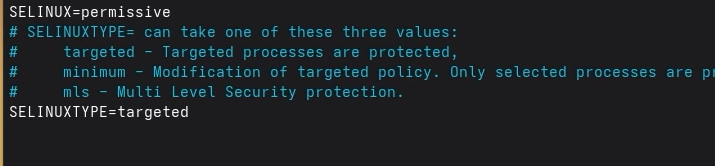 SELINUX=permissive
# SELINUXTYPE= can take one of these three values:
#     targeted - Targeted processes are protected,
#     minimum - Modification of targeted policy. Only selected processes are
#     mls - Multi Level Security protection.
SELINUXTYPE=targeted